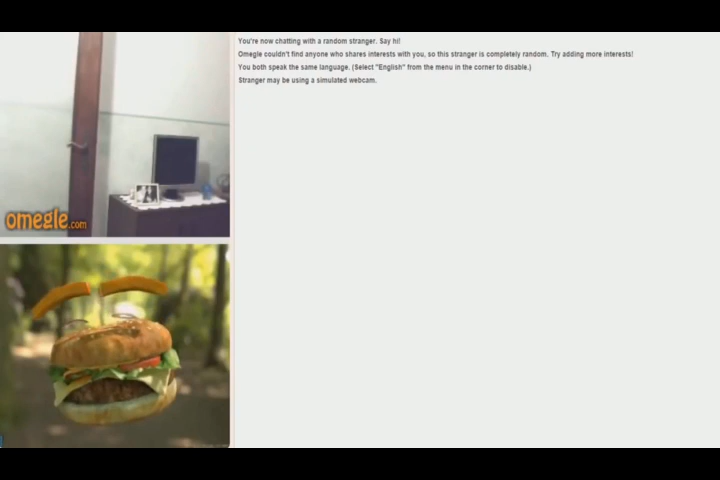 You're now chatting with a random stranger. Say hi!
Omegle couldn't find anyone who shares interests with you, so this stranger is completely random. Try adding more interests!
You both speak the same language. (Select "English" from the menu in the corner to disable.)
Stranger may be using a simulated webcam.
omegle.com